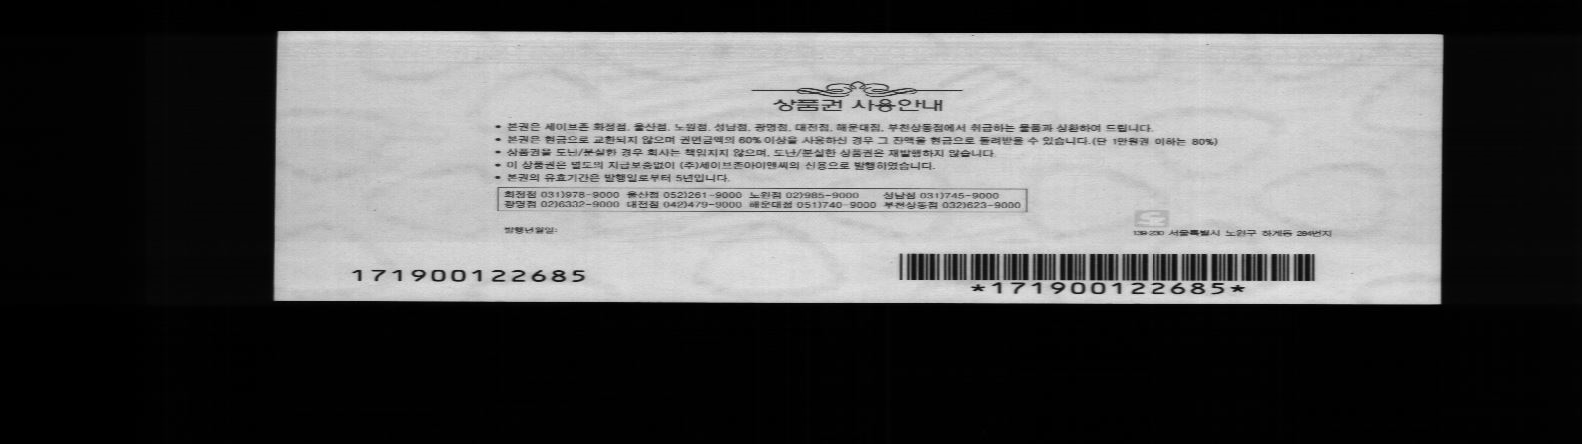 상품권 사용안내
• 본권은 세이브존 화정점, 울산점, 노원점, 성남점, 광명점, 대전점, 해운대점, 부천상동점에서 취급하는 물품과 상환하여 드립니다.
• 본권은 현금으로 교환되지 않으며 권면금액의 60%이상을 사용하신 경우 그 잔액을 현금으로 돌려받을 수 있습니다.(단 1만원권 이하는 80%)
• 상품권을 도난/분실한 경우 회사는 책임지지 않으며, 도난/분실한 상품권은 재발행하지 않습니다.
• 이 상품권은 별도의 지급보증없이 (주)세이브존아이앤씨의 신용으로 발행하였습니다.
• 본권의 유효기간은 발행일로부터 5년입니다.
화정점 031)978-9000 울산점 052)261-9000 노원점 02)985-9000 성남점 031)745-9000
광명점 02)6332-9000 대전점 042)479-9000 해운대점 051)740-9000 부천상동점 032)623-9000
발행년월일:
139-230 서울특별시 노원구 하계동 284번지
171900122685
*171900122685*